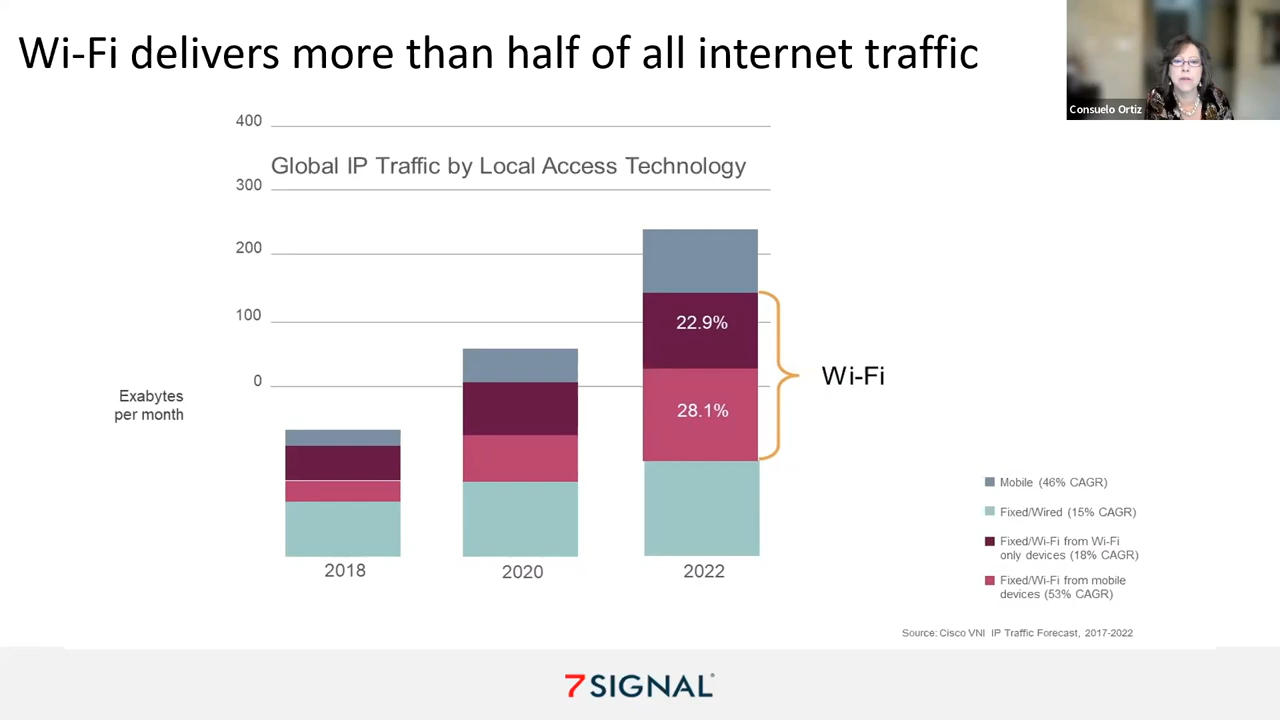 Wi-Fi delivers more than half of all internet traffic
Consuelo Ortiz
400
Global IP Traffic by Local Access Technology
300
200
100
0
Exabytes
per month
22.9%
28.1%
Wi-Fi
2018
2020
2022
Mobile (46% CAGR)
Fixed/Wired (15% CAGR)
Fixed/Wi-Fi from Wi-Fi
only devices (18% CAGR)
Fixed/Wi-Fi from mobile
devices (53% CAGR)
Source: Cisco VNI IP Traffic Forecast, 2017-2022
7SIGNAL®